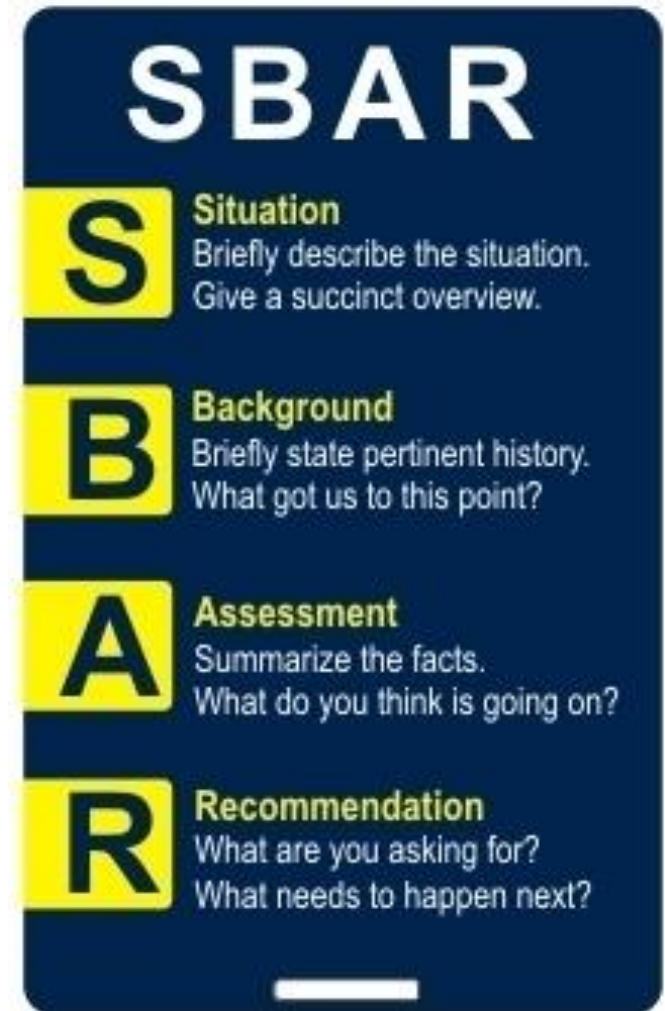 SBAR
S
Situation
Briefly describe the situation.
Give a succinct overview.
B
Background
Briefly state pertinent history.
What got us to this point?
A
Assessment
Summarize the facts.
What do you think is going on?
R
Recommendation
What are you asking for?
What needs to happen next?